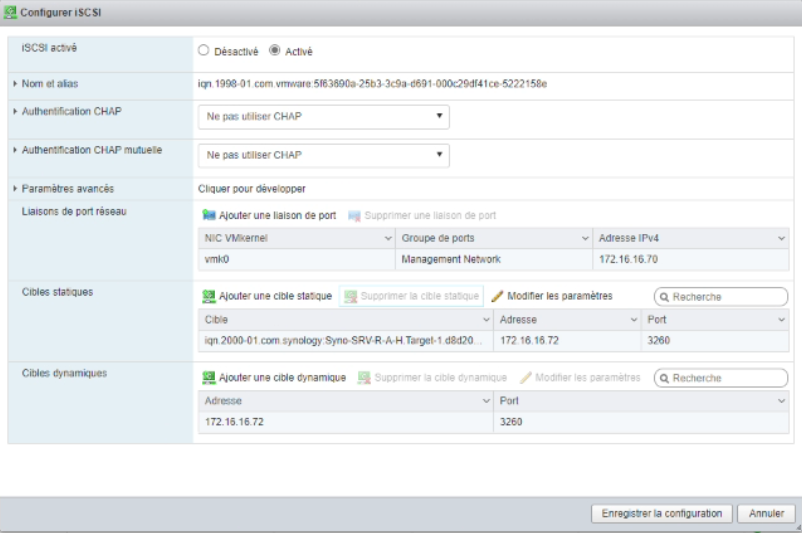 Configurer iSCSI
iSCSI activé
Désactivé Activé
Nom et alias
iqn.1998-01.com.vmware:5f63690a-25b3-3c9a-d691-000c29df41ce-5222158e
Authentification CHAP
Ne pas utiliser CHAP
Authentification CHAP mutuelle
Ne pas utiliser CHAP
Paramètres avancés
Cliquer pour développer
Liaisons de port réseau
Ajouter une liaison de port Supprimer une liaison de port
NIC VMkernel Groupe de ports Adresse IPv4
vmk0 Management Network 172.16.16.70
Cibles statiques
Ajouter une cible statique Supprimer la cible statique Modifier les paramètres Recherche
Cible Adresse Port
iqn.2000-01.com.synology:Syno-SRV-R-A-H.Target-1.d8d20... 172.16.16.72 3260
Cibles dynamiques
Ajouter une cible dynamique Supprimer la cible dynamique Modifier les paramètres Recherche
Adresse Port
172.16.16.72 3260
Enregistrer la configuration Annuler